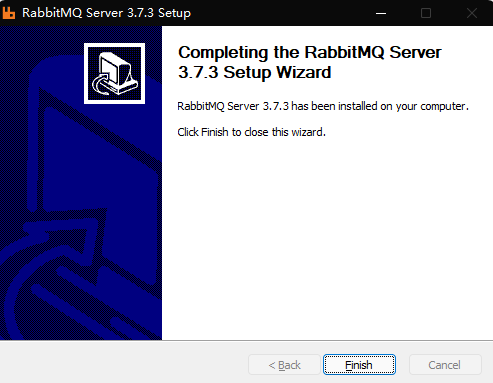 RabbitMQ Server 3.7.3 Setup
Completing the RabbitMQ Server
3.7.3 Setup Wizard
RabbitMQ Server 3.7.3 has been installed on your computer.
Click Finish to close this wizard.
< Back
Finish
Cancel